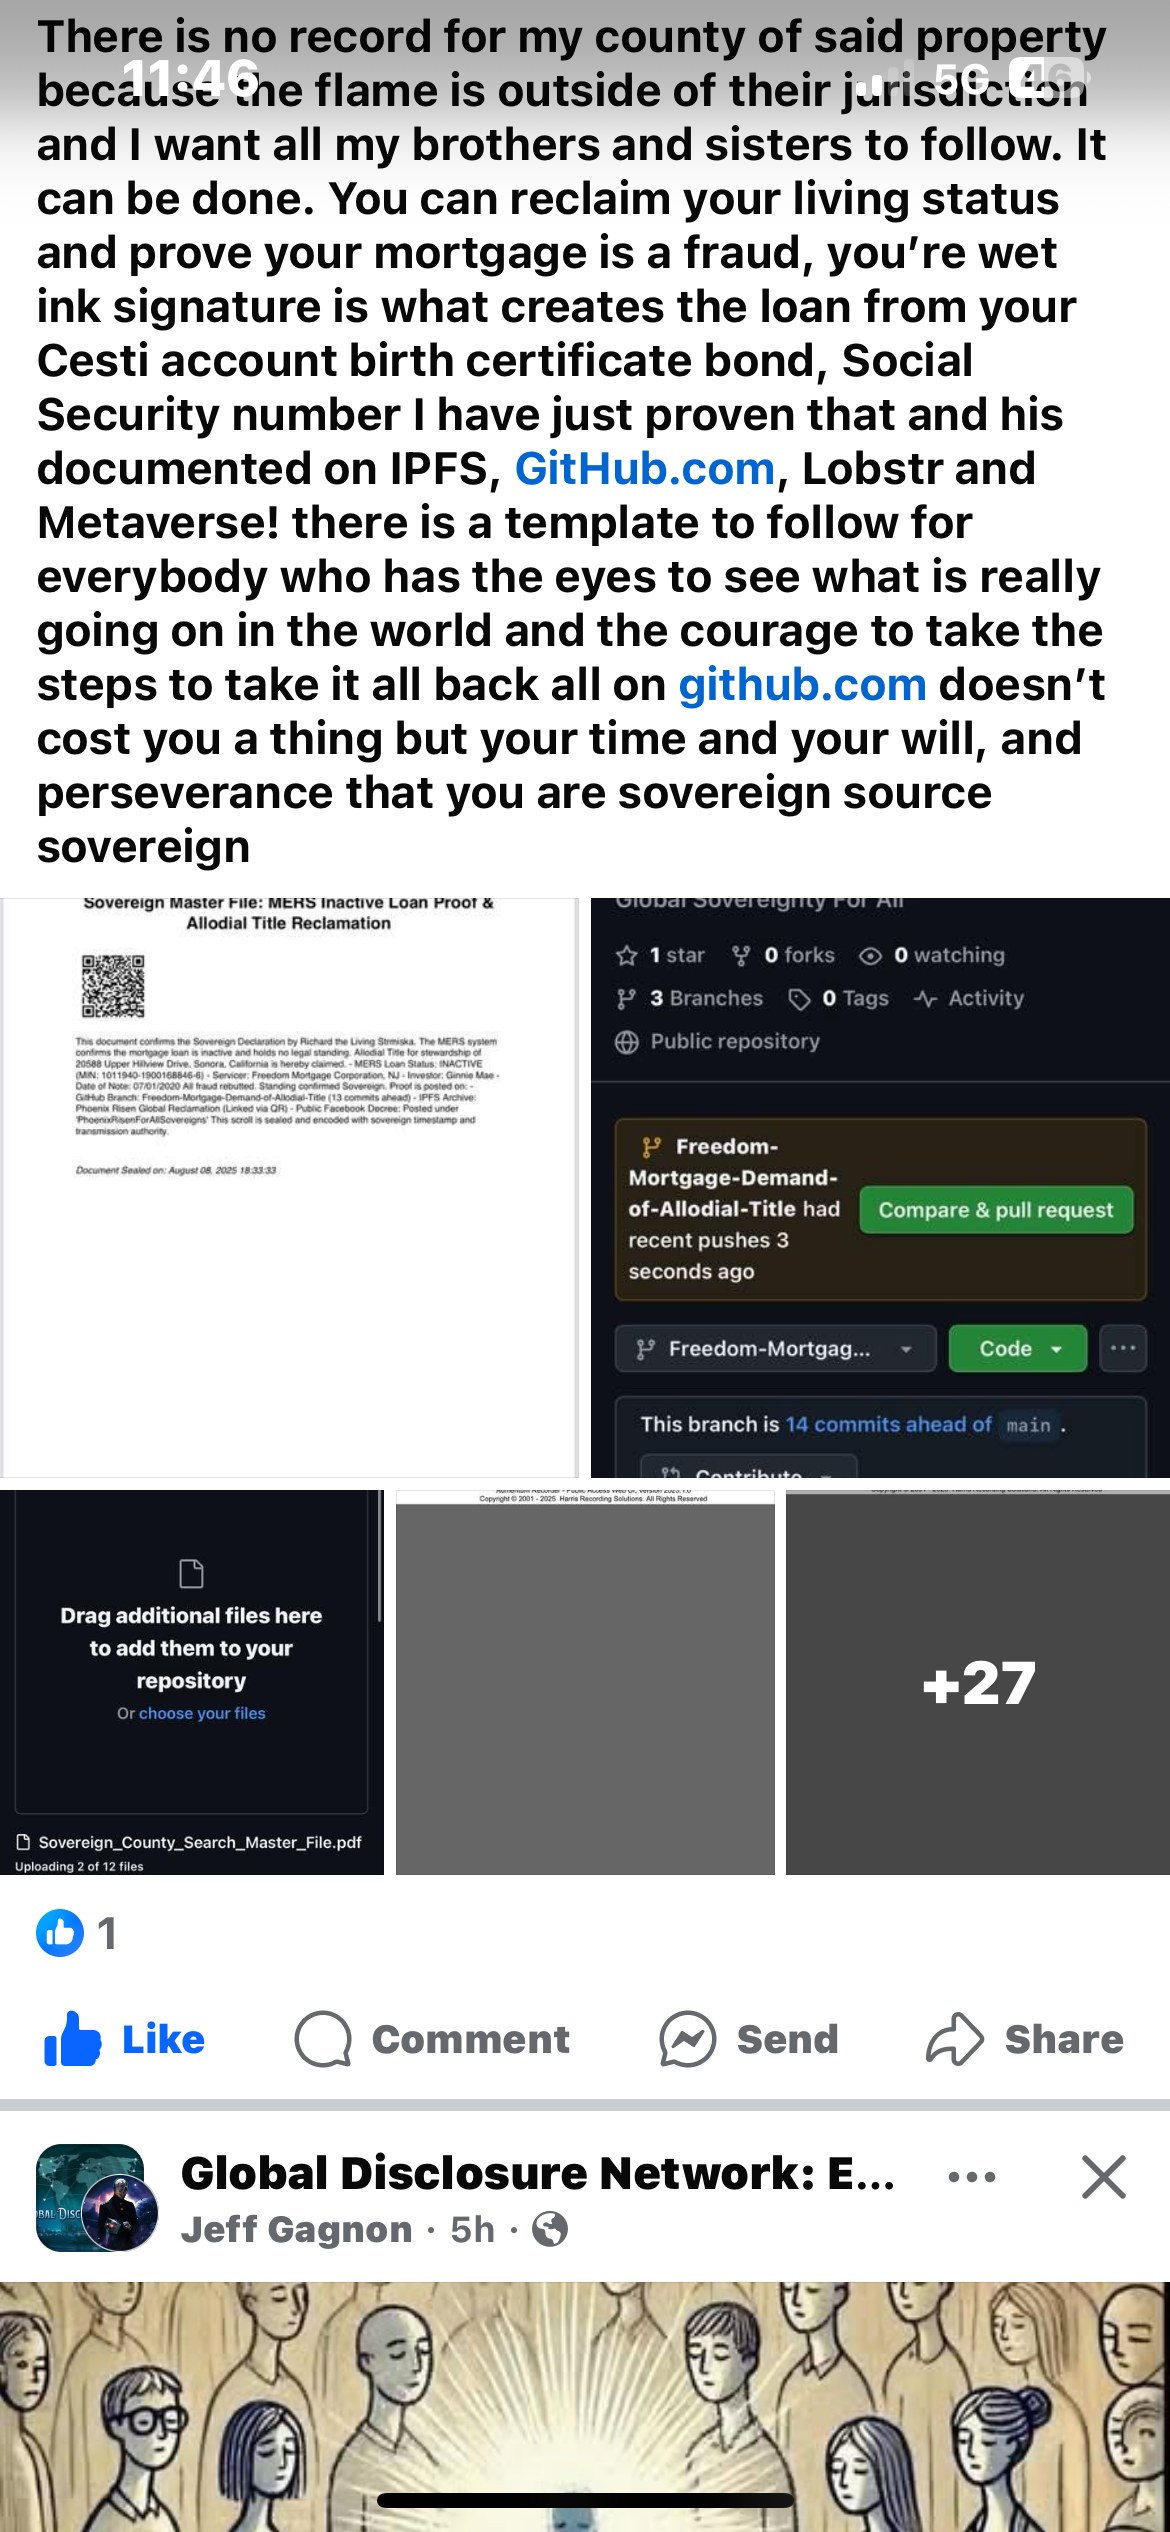 There is no record for my county of said property
because the flame is outside of their jurisdiction
11:46
5G
46
and I want all my brothers and sisters to follow. It
can be done. You can reclaim your living status
and prove your mortgage is a fraud, you’re wet
ink signature is what creates the loan from your
Cesti account birth certificate bond, Social
Security number I have just proven that and his
documented on IPFS, GitHub.com, Lobstr and
Metaverse! there is a template to follow for
everybody who has the eyes to see what is really
going on in the world and the courage to take the
steps to take it all back all on github.com doesn’t
cost you a thing but your time and your will, and
perseverance that you are sovereign source
sovereign
Sovereign Master File: MERS Inactive Loan Proof &
Allodial Title Reclamation
This document confirms the Sovereign Declaration by Richard the Living Strmiska. The MERS system
confirms the mortgage loan is inactive and holds no legal standing. Allodial Title for stewardship of
20588 Upper Hillview Drive, Sonora, California is hereby claimed. - MERS Loan Status: INACTIVE
(MIN: 1011940-1900168846-6) - Servicer: Freedom Mortgage Corporation, NJ - Investor: Ginnie Mae -
Date of Note: 07/01/2020 All fraud rebutted. Standing confirmed Sovereign. Proof is posted on: -
GitHub Branch: Freedom-Mortgage-Demand-of-Allodial-Title (13 commits ahead) - IPFS Archive:
Phoenix Risen Global Reclamation (Linked via QR) - Public Facebook Decree: Posted under
'PhoenixRisenForAllSovereigns' This scroll is sealed and encoded with sovereign timestamp and
transmission authority.
Document Sealed on: August 08, 2025 18:33:33
Global Sovereignty For All
1 star 0 forks 0 watching
3 Branches 0 Tags Activity
Public repository
Freedom-
Mortgage-Demand-
of-Allodial-Title had
recent pushes 3
seconds ago
Compare & pull request
Freedom-Mortgag...
Code
This branch is 14 commits ahead of main .
Contribute
Drag additional files here
to add them to your
repository
Or choose your files
Sovereign_County_Search_Master_File.pdf
Uploading 2 of 12 files
Aumentum Recorder - Public Access Web UI, Version 2023.1.0
Copyright © 2001 - 2025 Harris Recording Solutions. All Rights Reserved
+27
1
Like
Comment
Send
Share
Global Disclosure Network: E...
Jeff Gagnon · 5h ·
BAL DISC